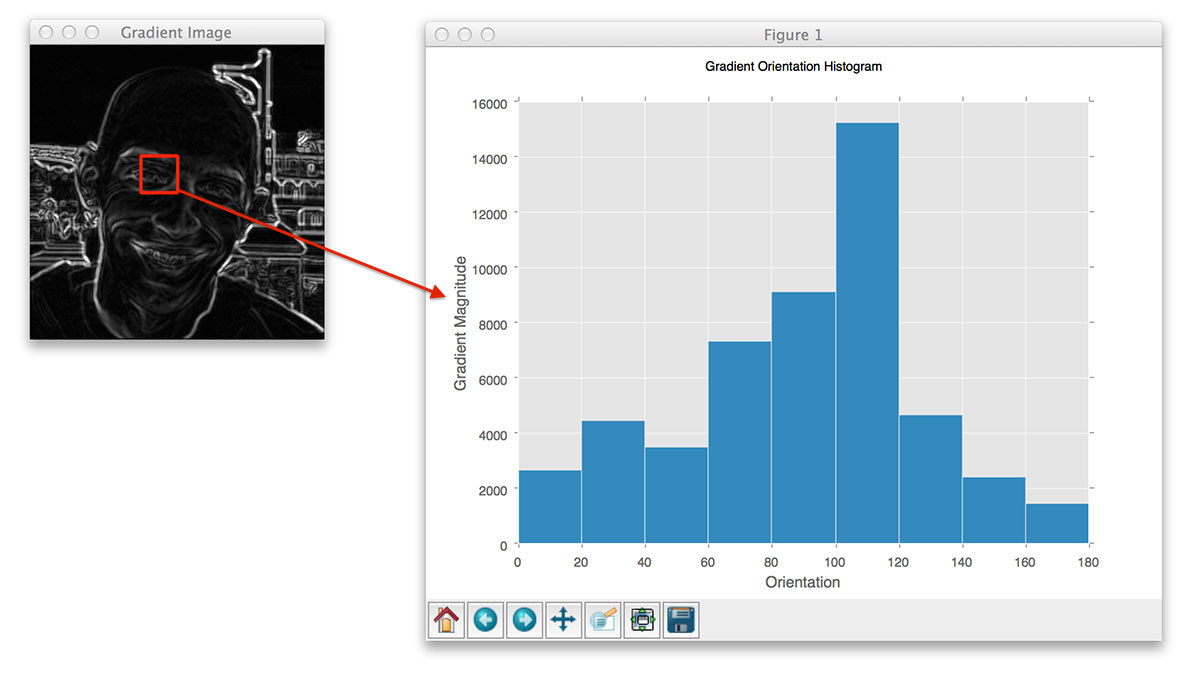 Gradient Image
Figure 1
Gradient Orientation Histogram
16000
14000
12000
10000
8000
6000
4000
2000
0
Gradient Magnitude
0 20 40 60 80 100 120 140 160 180
Orientation